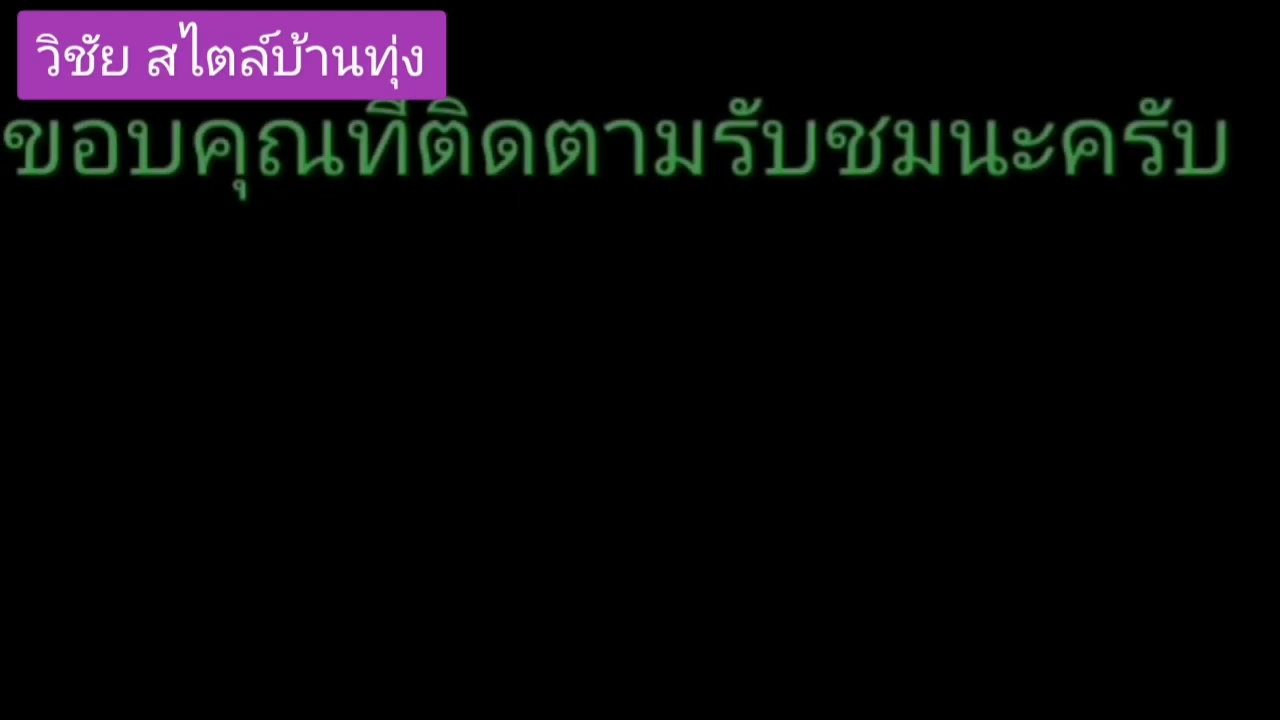 วิชัย สไตล์บ้านทุ่ง
ขอบคุณที่ติดตามรับชมนะครับ